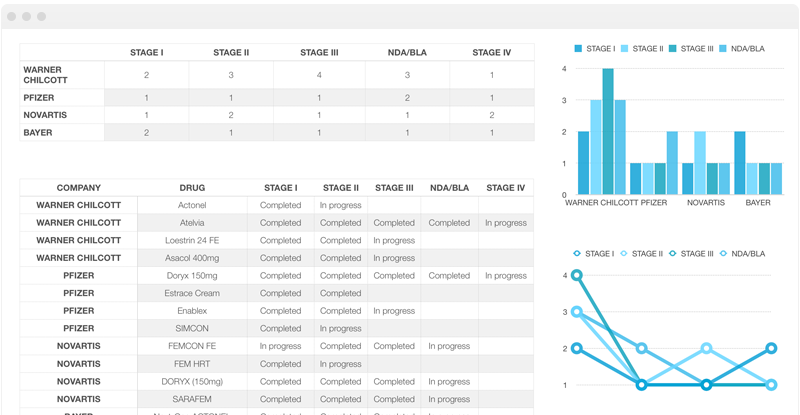 STAGE I STAGE II STAGE III NDA/BLA STAGE IV
WARNER
CHILCOTT 2 3 4 3 1
PFIZER 1 1 1 2 1
NOVARTIS 1 2 1 1 2
BAYER 2 1 1 1 1
COMPANY DRUG STAGE I STAGE II STAGE III NDA/BLA STAGE IV
WARNER CHILCOTT Actonel Completed In progress
WARNER CHILCOTT Atelvia Completed Completed Completed Completed In progress
WARNER CHILCOTT Loestrin 24 FE Completed Completed In progress
WARNER CHILCOTT Asacol 400mg Completed Completed In progress
PFIZER Doryx 150mg Completed Completed Completed Completed In progress
PFIZER Estrace Cream Completed Completed
PFIZER Enablex Completed Completed In progress
PFIZER SIMCON Completed In progress
NOVARTIS FEMCON FE In progress Completed Completed In progress
NOVARTIS FEM HRT Completed In progress
NOVARTIS DORYX (150mg) Completed Completed Completed In progress
NOVARTIS SARAFEM Completed Completed Completed In progress
STAGE I STAGE II STAGE III NDA/BLA
4
3
2
1
0
WARNER CHILCOTT PFIZER NOVARTIS BAYER
STAGE I STAGE II STAGE III NDA/BLA
4
3
2
1